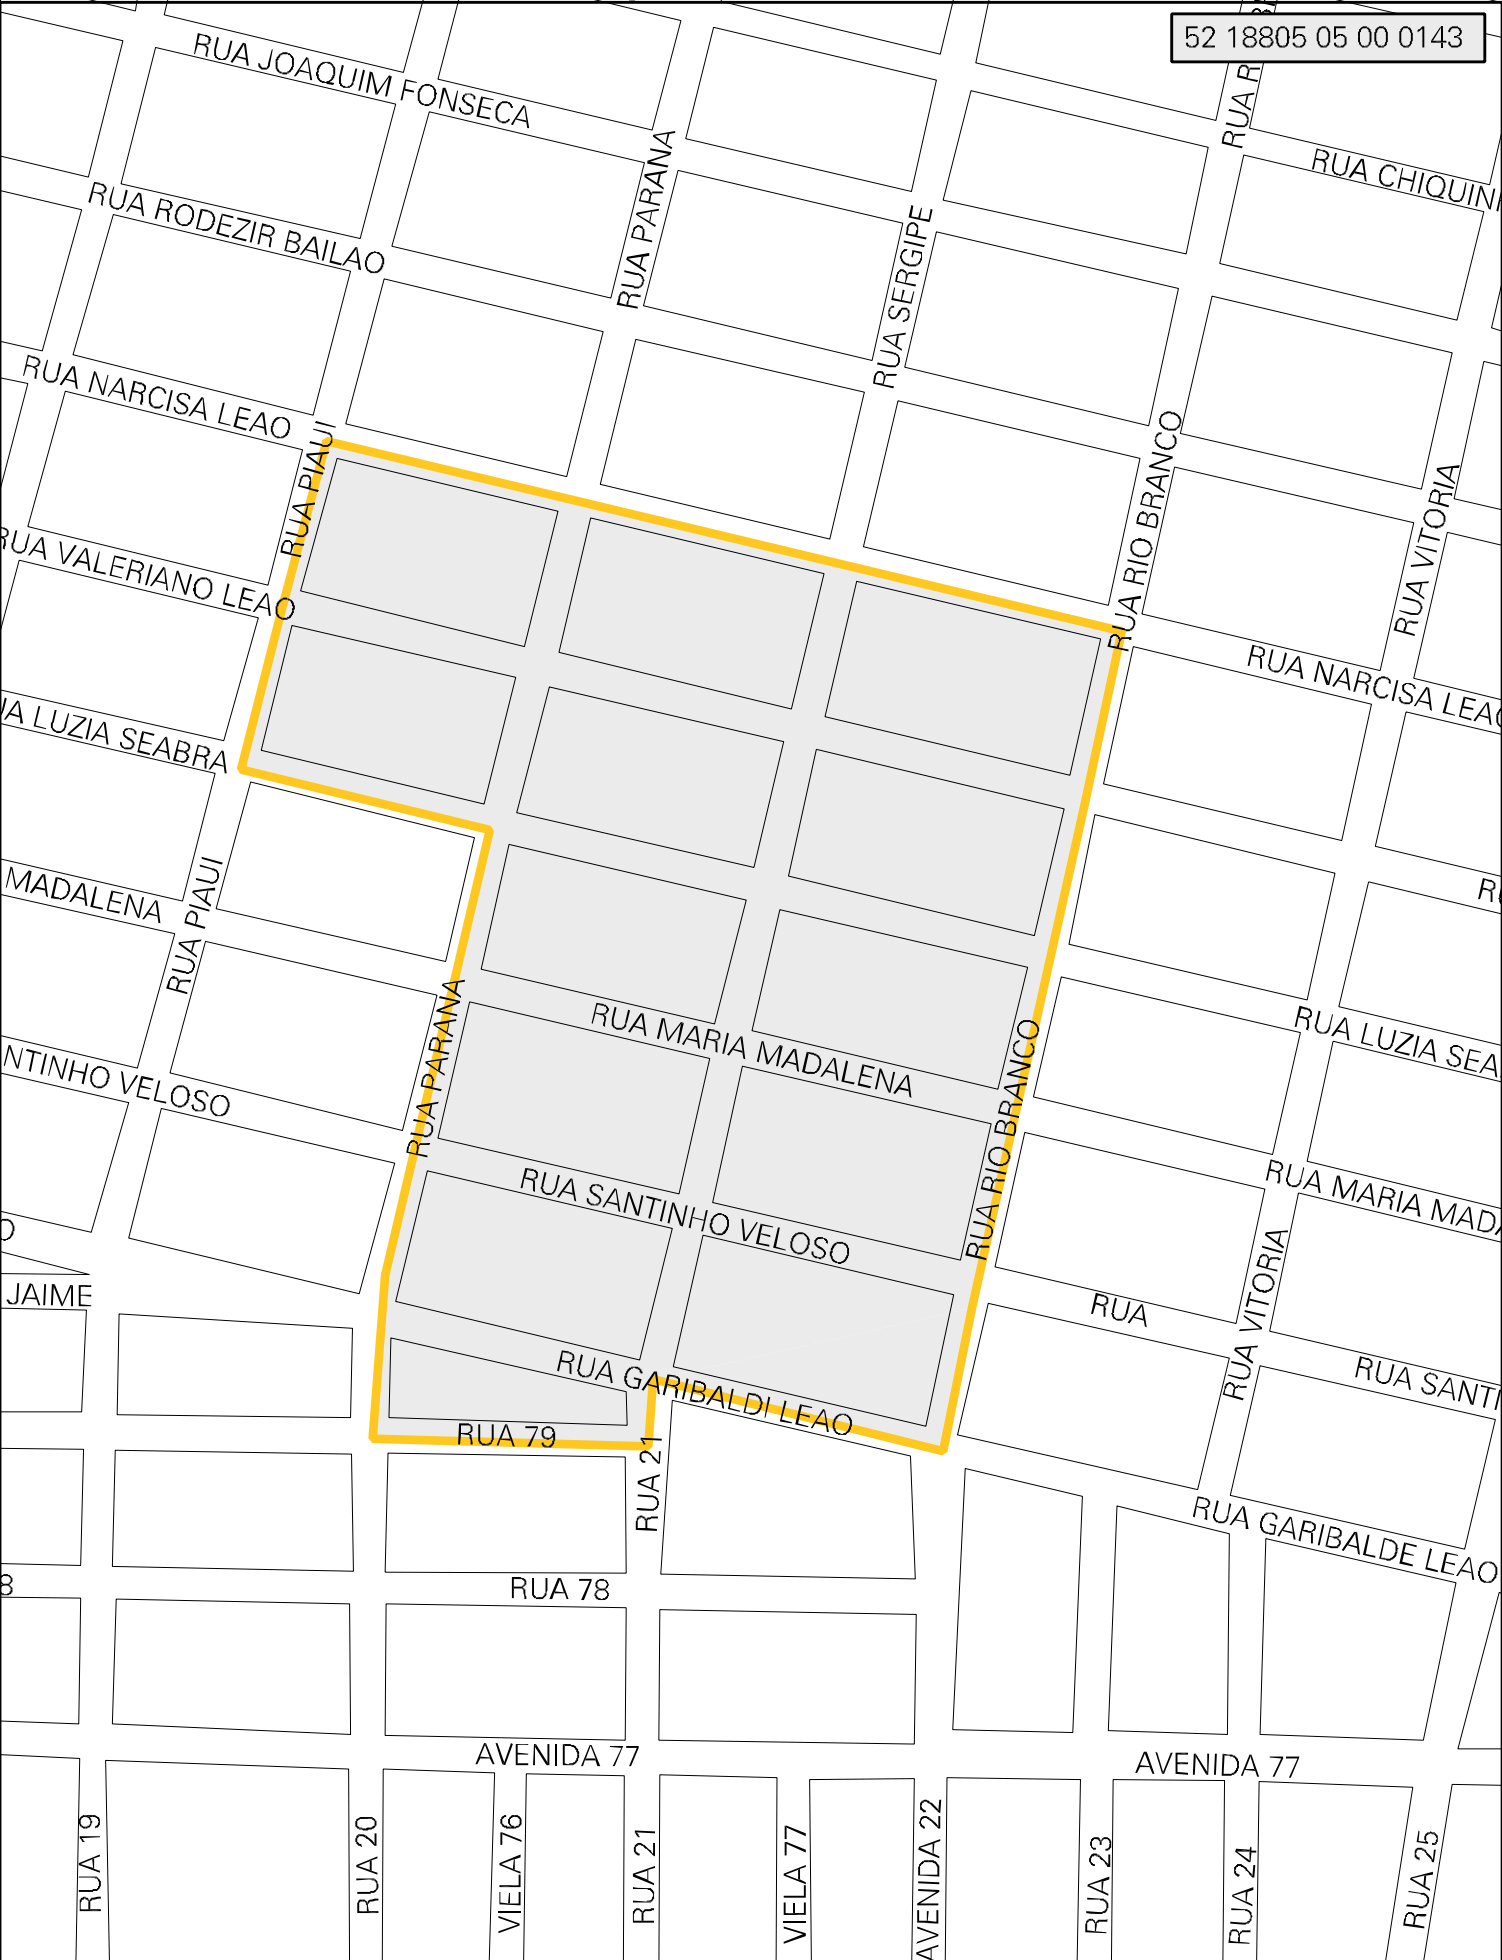 52 18805 05 00 0143
RUA JOAQUIM FONSECA
RUA PARANA
RUA CHIQUIN
RUA RODEZIR BAILAO
RUA SERGIPE
RUA NARCISA LEAO
RUA PIAUI
RUA RIO BRANCO
RUA VITORIA
RUA VALERIANO LEAO
RUA NARCISA LEAO
UA LUZIA SEABRA
RUA PIAUI
MADALENA
RUA PARANA
RUA MARIA MADALENA
RUA RIO BRANCO
RUA LUZIA SEA
NTINHO VELOSO
RUA SANTINHO VELOSO
RUA MARIA MADA
RUA VITORIA
O
JAIME
RUA
RUA GARIBALDI LEAO
RUA SANTI
RUA 79
RUA 21
RUA GARIBALDE LEAO
8
RUA 78
AVENIDA 77
AVENIDA 77
RUA 19
RUA 20
VIELA 76
RUA 21
VIELA 77
AVENIDA 22
RUA 23
RUA 24
RUA 25